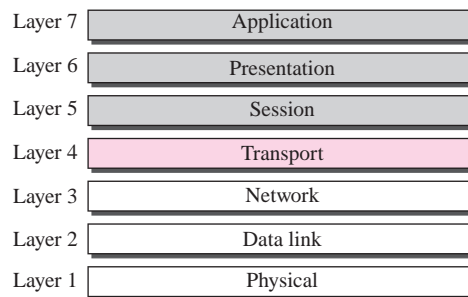 Layer 7 Application
Layer 6 Presentation
Layer 5 Session
Layer 4 Transport
Layer 3 Network
Layer 2 Data link
Layer 1 Physical